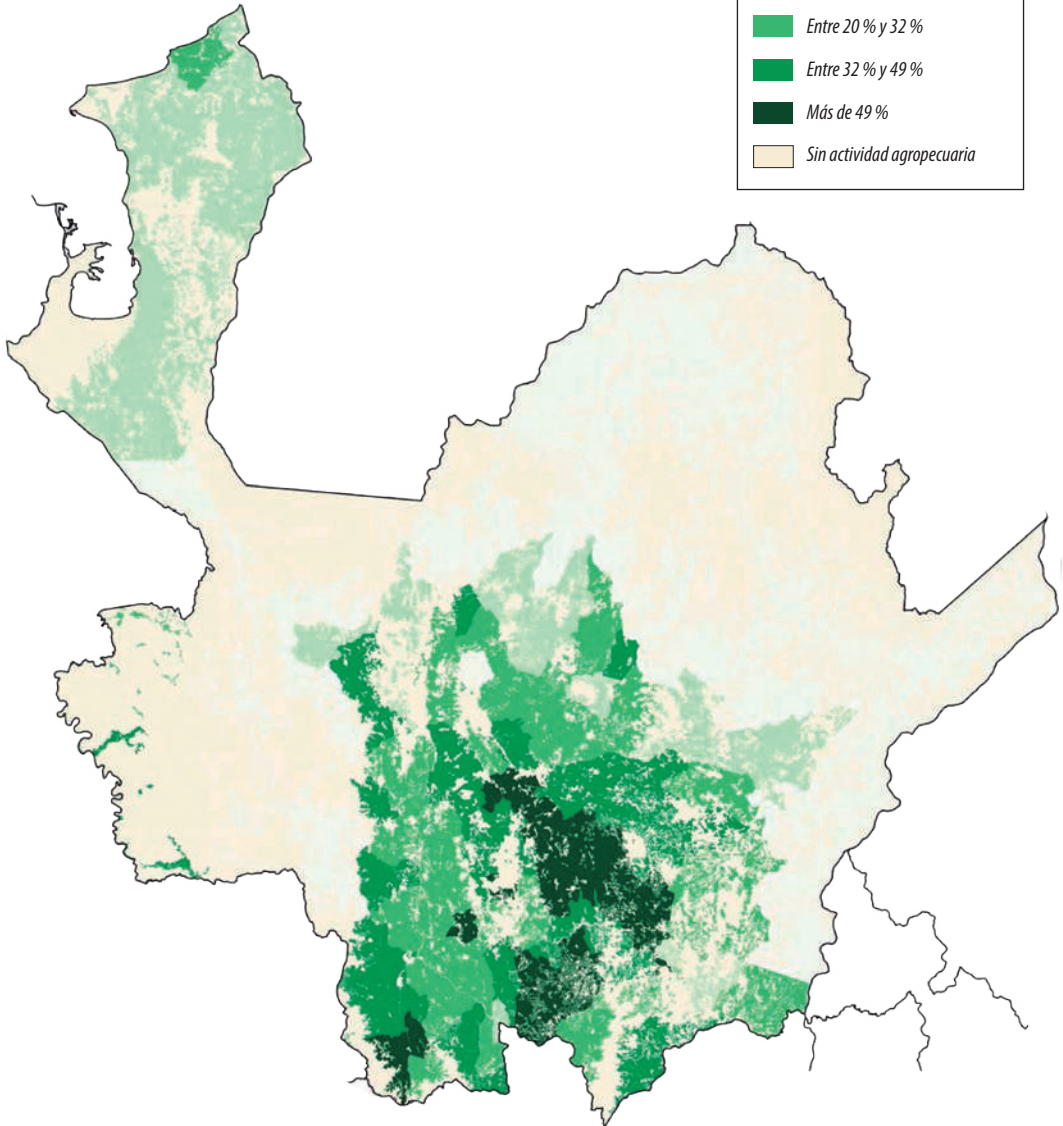 Entre 20 % y 32 %
Entre 32 % y 49 %
Más de 49 %
Sin actividad agropecuaria